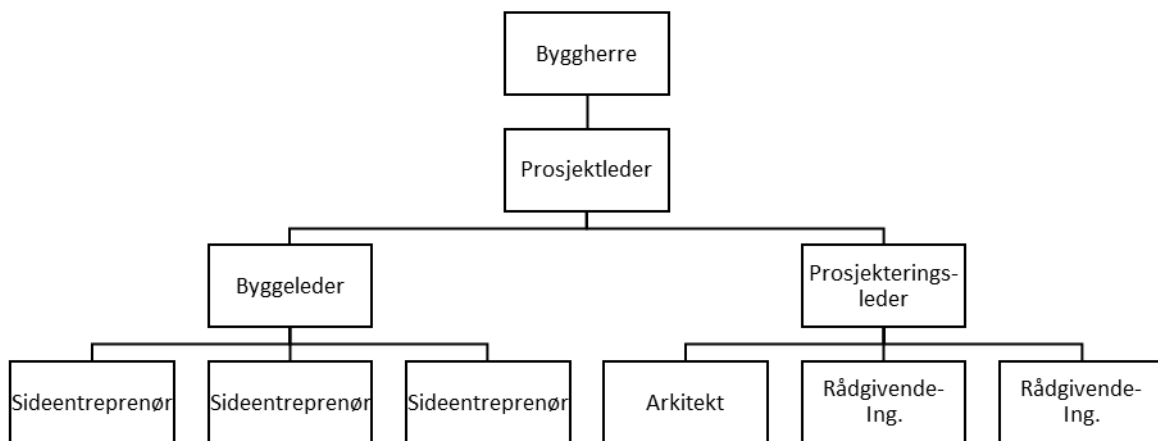 Byggherre
Prosjektleder
Byggeleder
Prosjekterings-
leder
Sideentreprenør
Sideentreprenør
Sideentreprenør
Arkitekt
Rådgivende-
Ing.
Rådgivende-
Ing.